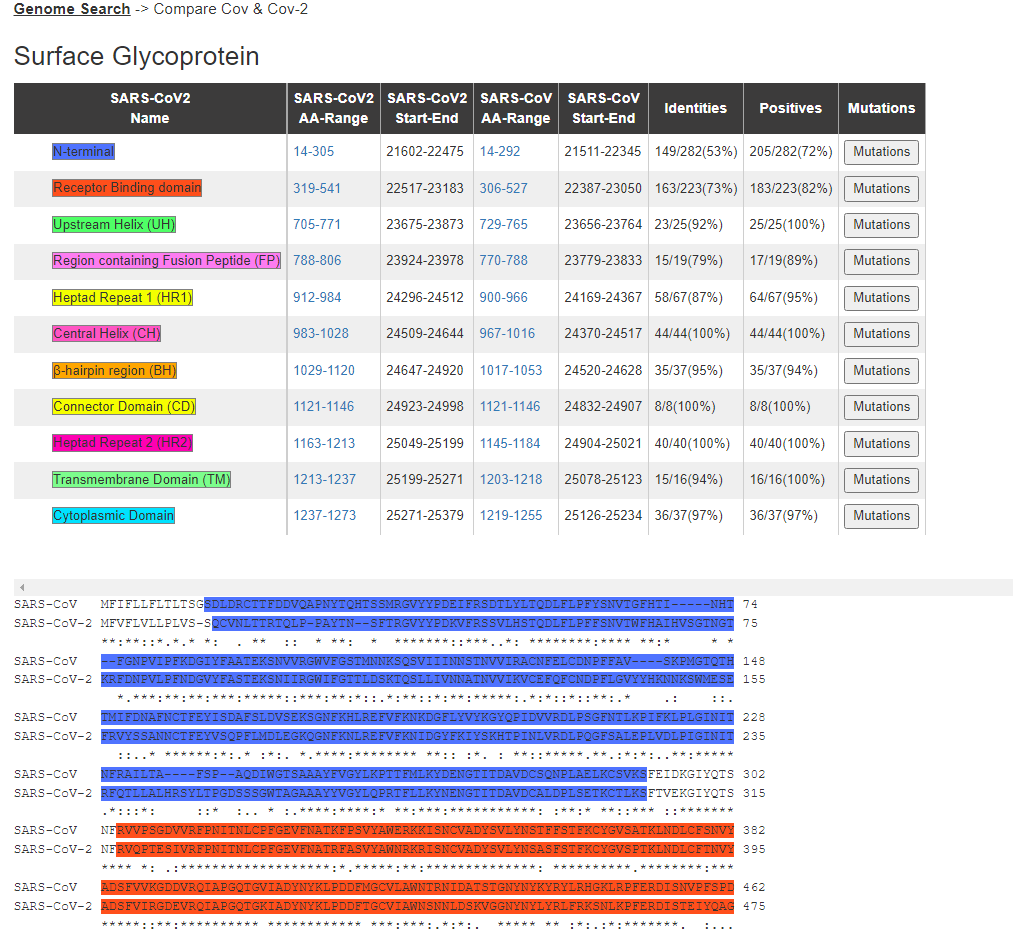 Genome Search -> Compare Cov & Cov-2
Surface Glycoprotein
SARS-CoV2 Name SARS-CoV2 AA-Range SARS-CoV2 Start-End SARS-CoV AA-Range SARS-CoV Start-End Identities Positives Mutations
N-terminal 14-305 21602-22475 14-292 21511-22345 149/282(53%) 205/282(72%) Mutations
Receptor Binding domain 319-541 22517-23183 306-527 22387-23050 163/223(73%) 183/223(82%) Mutations
Upstream Helix (UH) 705-771 23675-23873 729-765 23656-23764 23/25(92%) 25/25(100%) Mutations
Region containing Fusion Peptide (FP) 788-806 23924-23978 770-788 23779-23833 15/19(79%) 17/19(89%) Mutations
Heptad Repeat 1 (HR1) 912-984 24296-24512 900-966 24169-24367 58/67(87%) 64/67(95%) Mutations
Central Helix (CH) 983-1028 24509-24644 967-1016 24370-24517 44/44(100%) 44/44(100%) Mutations
β-hairpin region (BH) 1029-1120 24647-24920 1017-1053 24520-24628 35/37(95%) 35/37(94%) Mutations
Connector Domain (CD) 1121-1146 24923-24998 1121-1146 24832-24907 8/8(100%) 8/8(100%) Mutations
Heptad Repeat 2 (HR2) 1163-1213 25049-25199 1145-1184 24904-25021 40/40(100%) 40/40(100%) Mutations
Transmembrane Domain (TM) 1213-1237 25199-25271 1203-1218 25078-25123 15/16(94%) 16/16(100%) Mutations
Cytoplasmic Domain 1237-1273 25271-25379 1219-1255 25126-25234 36/37(97%) 36/37(97%) Mutations
SARS-CoV MFIFLLFLTLTSGSDLDRCTTFDDVQAPNYTQHTSSMRGVYYPDEIFRSDTLYLTQDLFLPFYSNVTGFHTI-----NHT 74
SARS-CoV-2 MFVFLVLLPLVS-SQCVNLTTRTQLP-PAYTN--SFTRGVYYPDKVFRSSVLHSTQDLFLPFFSNVTWFHAIHVSGTNGT 75
SARS-CoV --FGNPVIPFKDGIYFAATEKSNVVRGWVFGSTMNNKSQSVIIINNSTNVVIRACNFELCDNPFFAV----SKPMGTQTH 148
SARS-CoV-2 KRFDNPVLPFNDGVYFASTEKSNIIRGWIFGTTLDSKTQSLLIVNNATNVVIKVCEFQFCNDPFLGVYYHKNNKSWMESE 155
SARS-CoV TMIFDNAFNCTFEYISDAFSLDVSEKSGNFKHLREFVFKNKDGFLYVYKGYQPIDVVRDLPSGFNTLKPIFKLPLGINIT 228
SARS-CoV-2 FRVYSSANNCTFEYVSQPFLMDLEGKQGNFKNLREFVFKNIDGYFKIYSKHTPINLVRDLPQGFSALEPLVDLPIGINIT 235
SARS-CoV NFRAILTA----FSP--AQDIWGTSAAAYFVGYLKPTTFMLKYDENGTITDAVDCSQNPLAELKCSVKSFEIDKGIYQTS 302
SARS-CoV-2 RFQTLLALHRSYLTPGDSSSGWTAGAAAYYVGYLQPRTFLLKYNENGTITDAVDCALDPLSETKCTLKSFTVEKGIYQTS 315
SARS-CoV NFRVVPSGDVVRFPNITNLCPFGEVFNATKFPSVYAWERKKISNCVADYSVLYNSTFFSTFKCYGVSATKLNDLCFSNVY 382
SARS-CoV-2 NFRVQPTESIVRFPNITNLCPFGEVFNATRFASVYAWNRKRISNCVADYSVLYNSASFSTFKCYGVSPTKLNDLCFTNVY 395
SARS-CoV ADSFVVKGDDVRQIAPGQTGVIADYNYKLPDDFMGCVLAWNTRNIDATSTGNYNYKYRYLRHGKLRPFERDISNVPFSPD 462
SARS-CoV-2 ADSFVIRGDEVRQIAPGQTGKIADYNYKLPDDFTGCVIAWNSNNLDSKVGGNYNYLYRLFRKSNLKPFERDISTEIYQAG 475